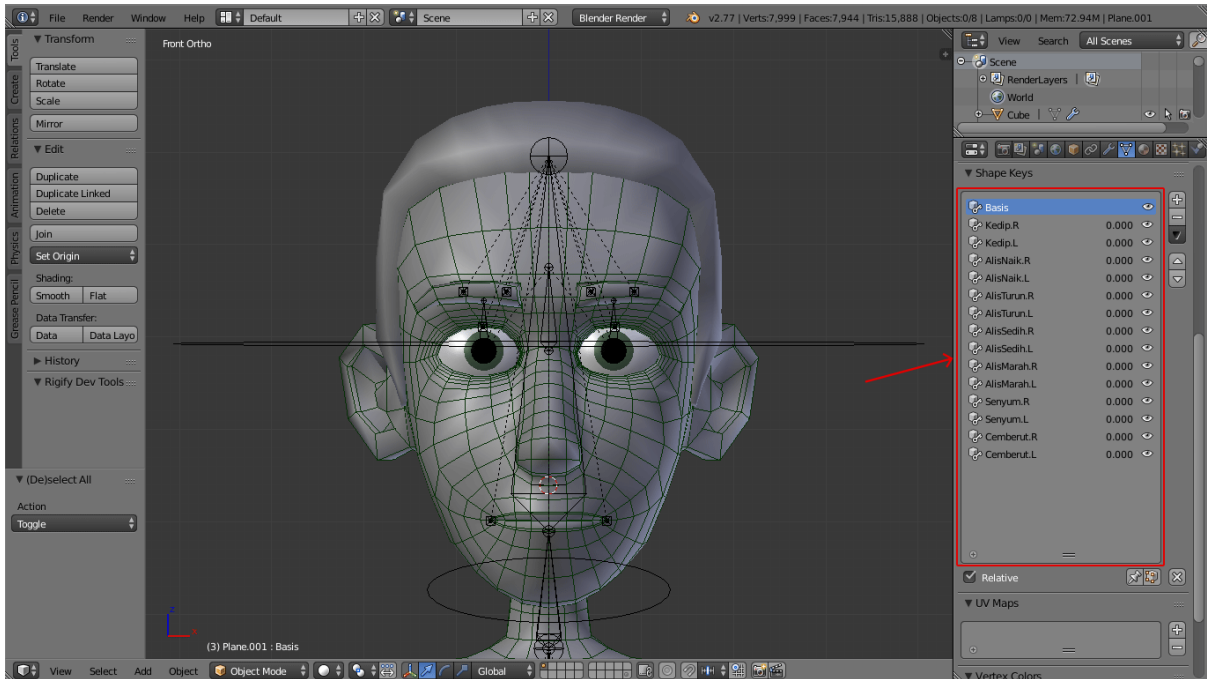 File Render Window Help Default Scene Blender Render v2.77 | Verts:7,999 | Faces:7,944 | Tris:15,888 | Objects:0/8 | Lamps:0/0 | Mem:72.94M | Plane.001
Tools
Create
Relations
Animation
Physics
Grease Pencil
Transform
Translate
Rotate
Scale
Mirror
Edit
Duplicate
Duplicate Linked
Delete
Join
Set Origin
Shading:
Smooth Flat
Data Transfer:
Data Data Layo
History
Rigify Dev Tools
(De)select All
Action
Toggle
Front Ortho
z
(3) Plane.001 : Basis
View Select Add Object Object Mode Global
View Search All Scenes
Scene
RenderLayers |
World
Cube |
Shape Keys
Basis
Kedip.R 0.000
Kedip.L 0.000
AlisNaik.R 0.000
AlisNaik.L 0.000
AlisTurun.R 0.000
AlisTurun.L 0.000
AlisSedih.R 0.000
AlisSedih.L 0.000
AlisMarah.R 0.000
AlisMarah.L 0.000
Senyum.R 0.000
Senyum.L 0.000
Cemberut.R 0.000
Cemberut.L 0.000
Relative
UV Maps
Vertex Colors